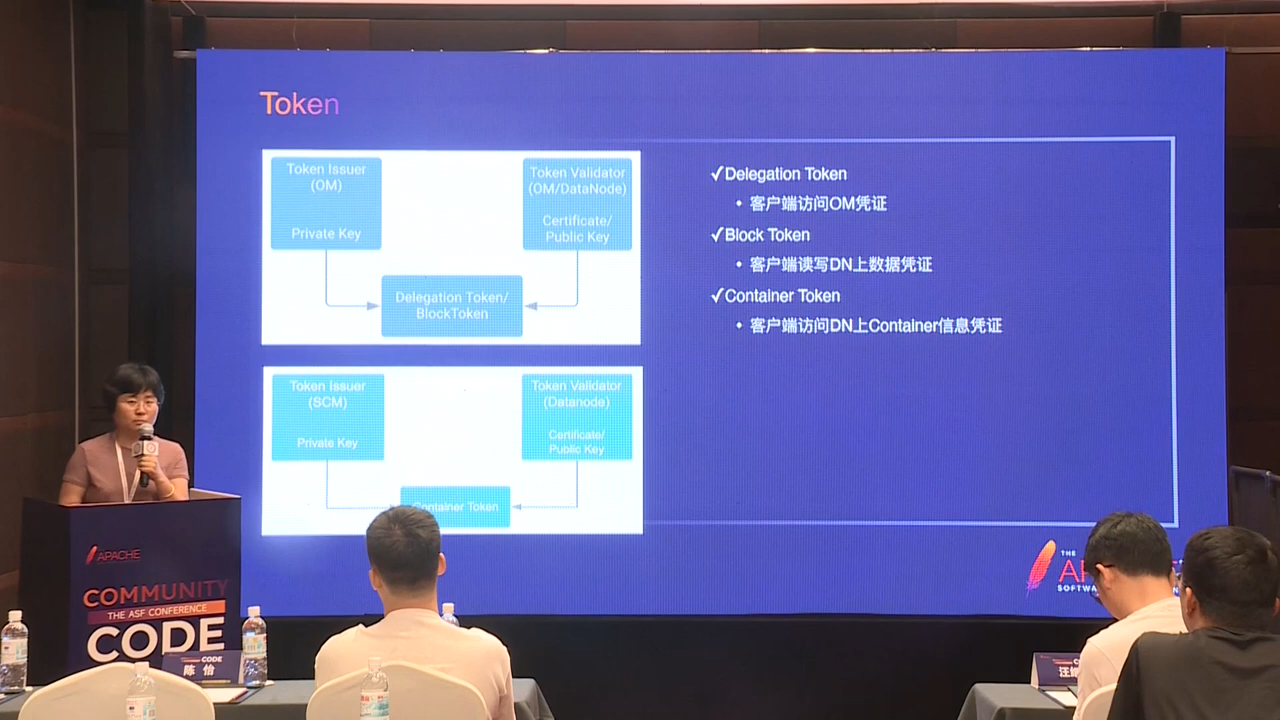 Token
Token Issuer
(OM)
Private Key
Token Validator
(OM/DataNode)
Certificate/
Public Key
Delegation Token/
BlockToken
Token Issuer
(SCM)
Private Key
Token Validator
(Datanode)
Certificate/
Public Key
Container Token
✓Delegation Token
• 客户端访问OM凭证
✓Block Token
• 客户端读写DN上数据凭证
✓Container Token
• 客户端访问DN上Container信息凭证
THE
APACHE
COMMUNITY
THE ASF CONFERENCE
CODE
CODE
陈 怡